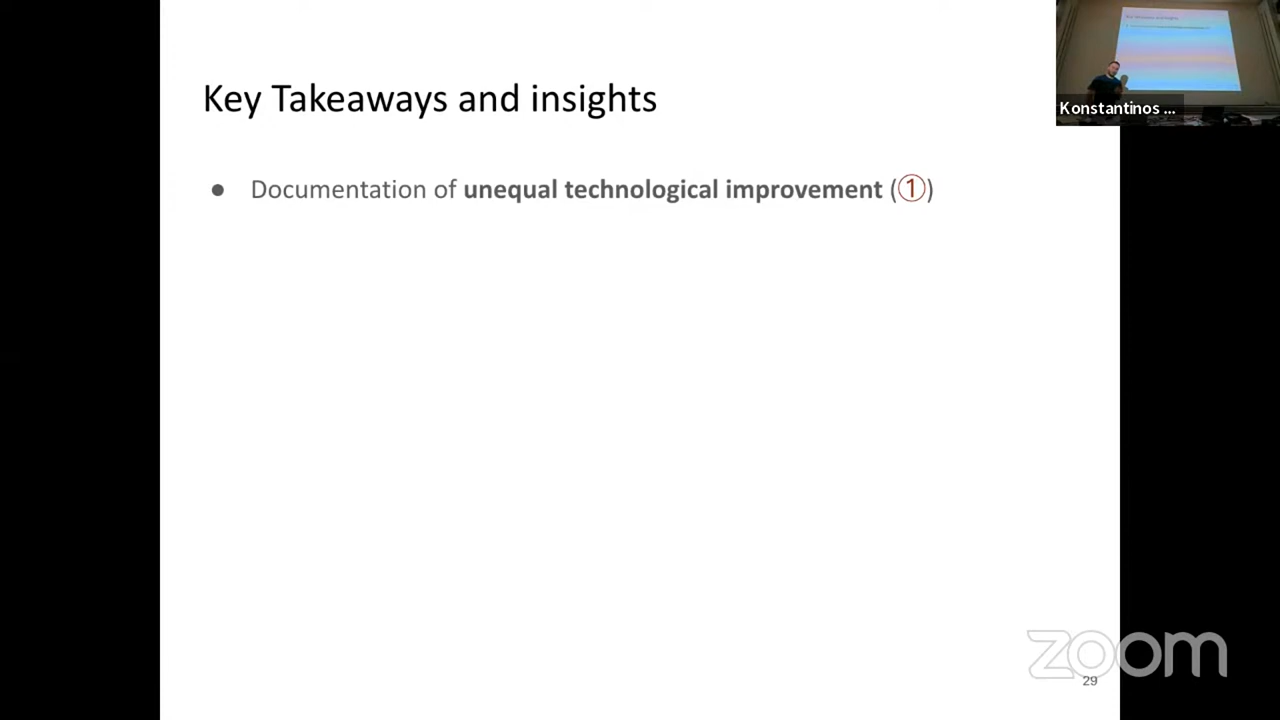 Key Takeaways and insights
Konstantinos ...
● Documentation of unequal technological improvement (①)
zoom
29